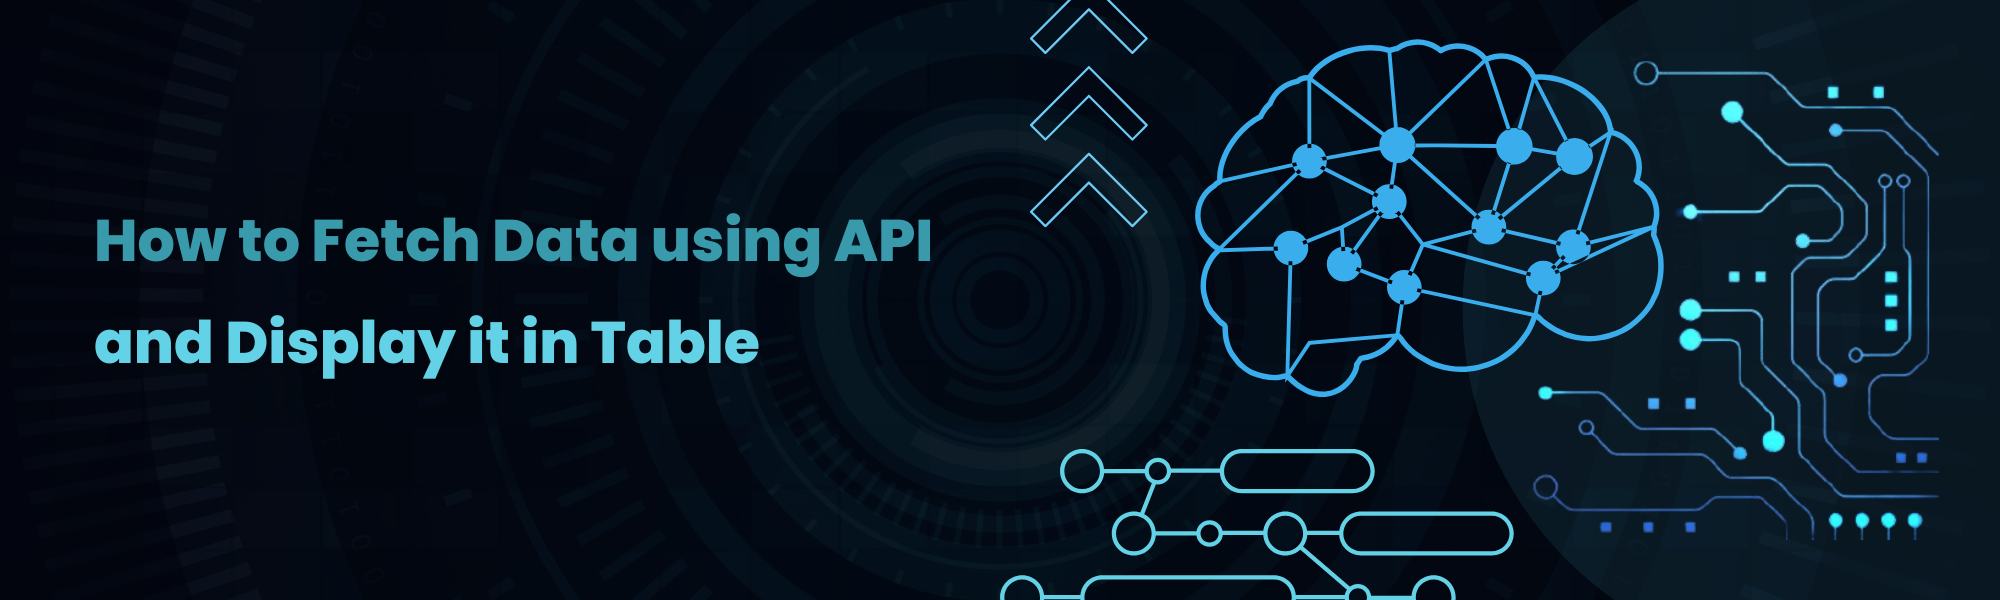 How to Fetch Data using API
and Display it in Table